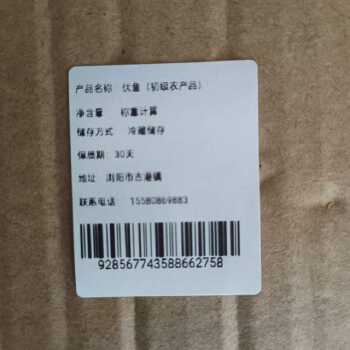 产品名称 伏鱼（初级农产品）
净含量 称重计算
储存方式 冷藏储存
保质期：30天
地址 浏阳市古港镇
联系电话 15580869883
928567743588662758